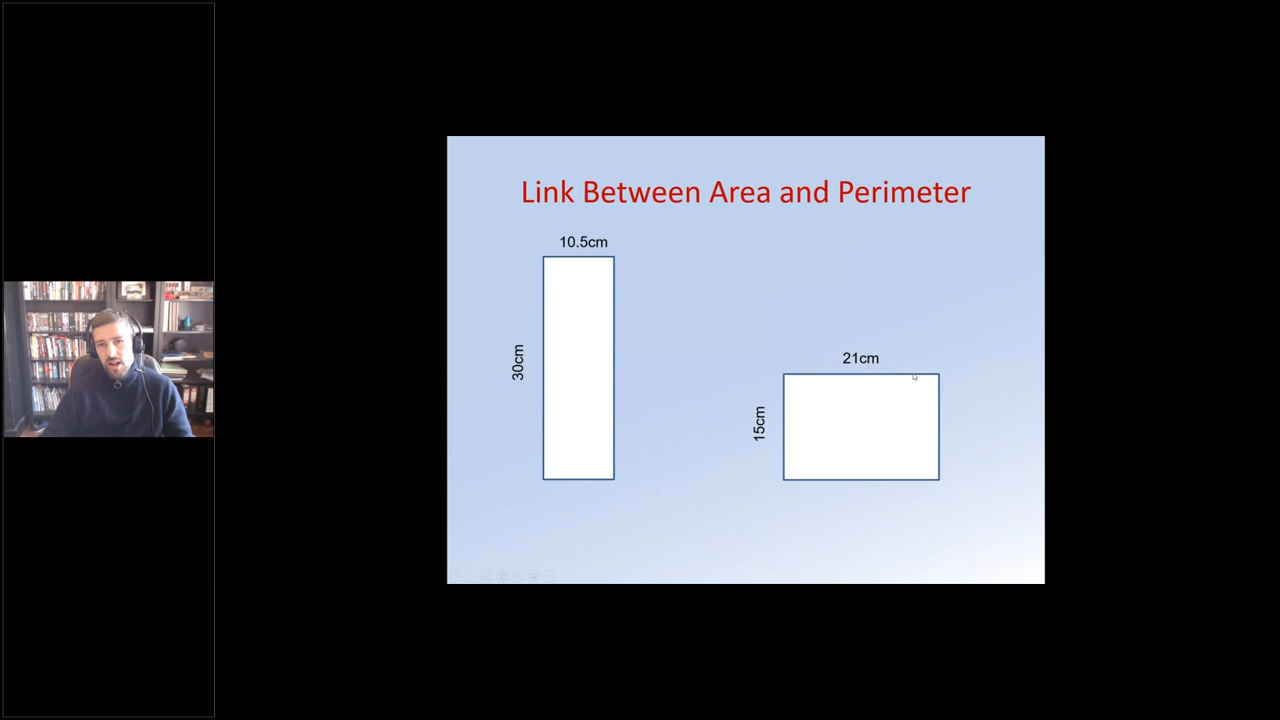 Link Between Area and Perimeter
10.5cm
30cm
21cm
15cm